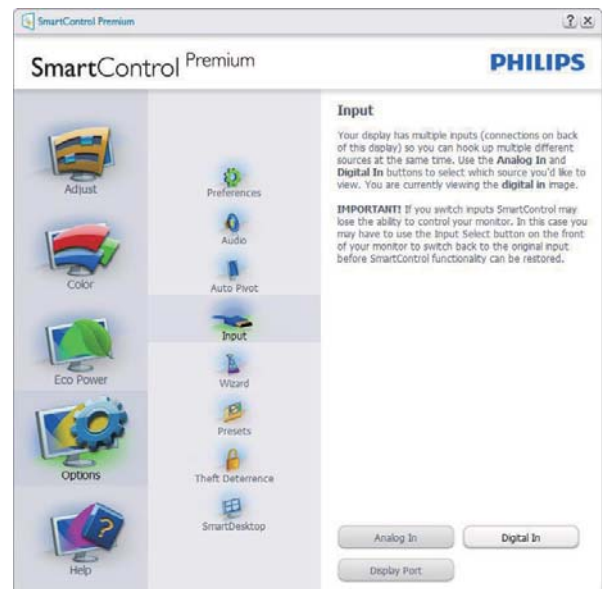 SmartControl Premium
? x
SmartControl Premium
PHILIPS
Adjust
Color
Eco Power
Options
Help
Preferences
Audio
Auto Pivot
Input
Wizard
Presets
Theft Deterrence
SmartDesktop
Input
Your display has multiple inputs (connections on back
of this display) so you can hook up multiple different
sources at the same time. Use the Analog In and
Digital In buttons to select which source you'd like to
view. You are currently viewing the digital in image.
IMPORTANT! If you switch inputs SmartControl may
lose the ability to control your monitor. In this case you
may have to use the Input Select button on the front
of your monitor to switch back to the original input
before SmartControl functionality can be restored.
Analog In
Digital In
Display Port